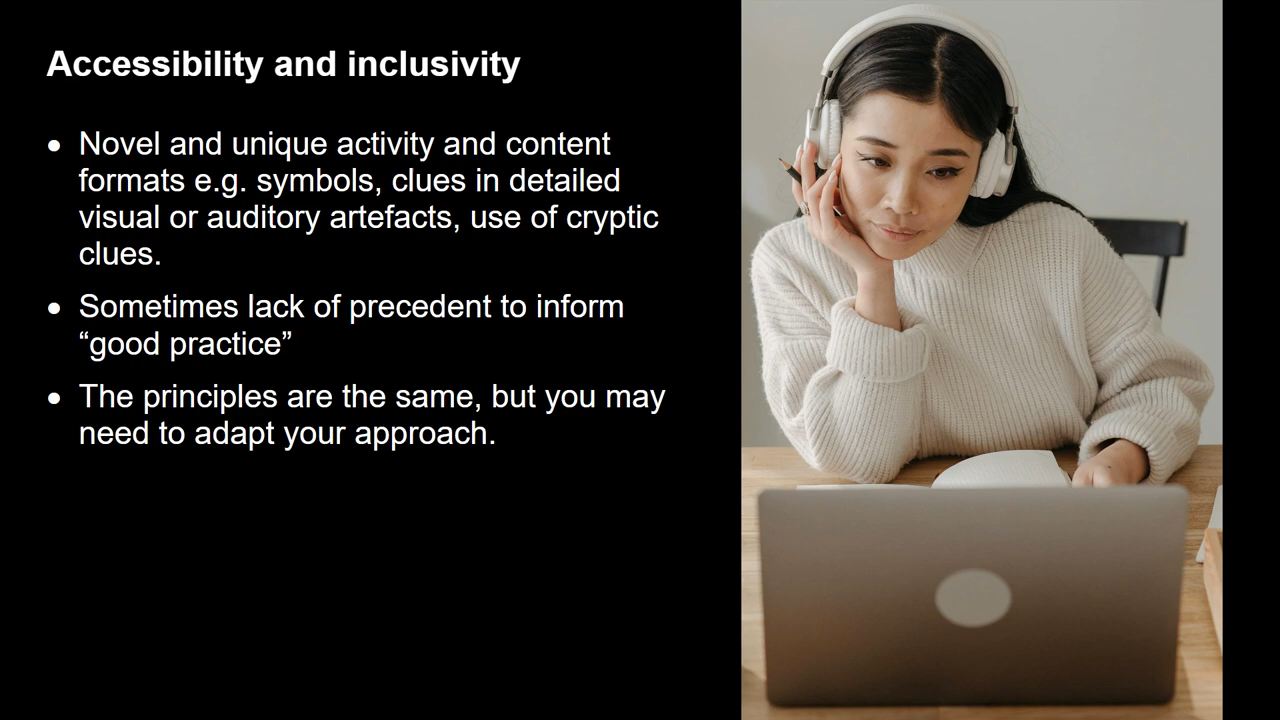 Accessibility and inclusivity
• Novel and unique activity and content
formats e.g. symbols, clues in detailed
visual or auditory artefacts, use of cryptic
clues.
• Sometimes lack of precedent to inform
“good practice”
• The principles are the same, but you may
need to adapt your approach.